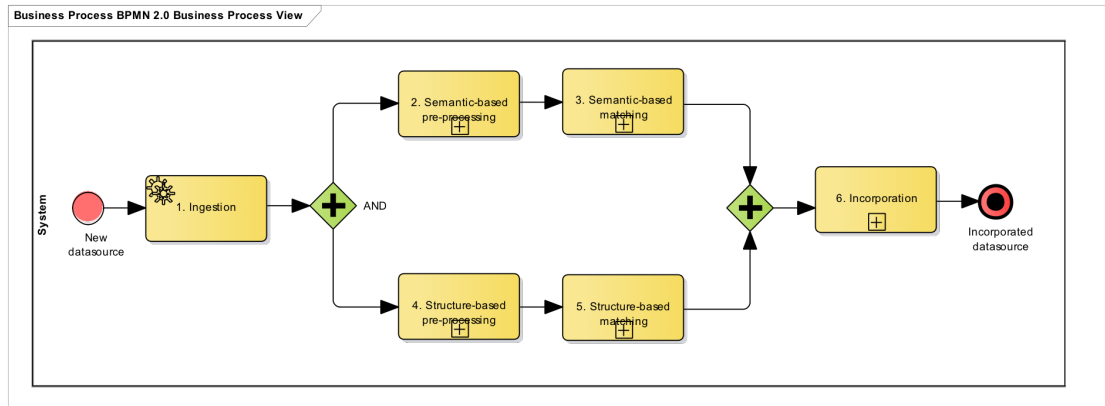 Business Process BPMN 2.0 Business Process View
System
New
datasource
1. Ingestion
AND
2. Semantic-based
pre-processing
3. Semantic-based
matching
4. Structure-based
pre-processing
5. Structure-based
matching
6. Incorporation
Incorporated
datasource